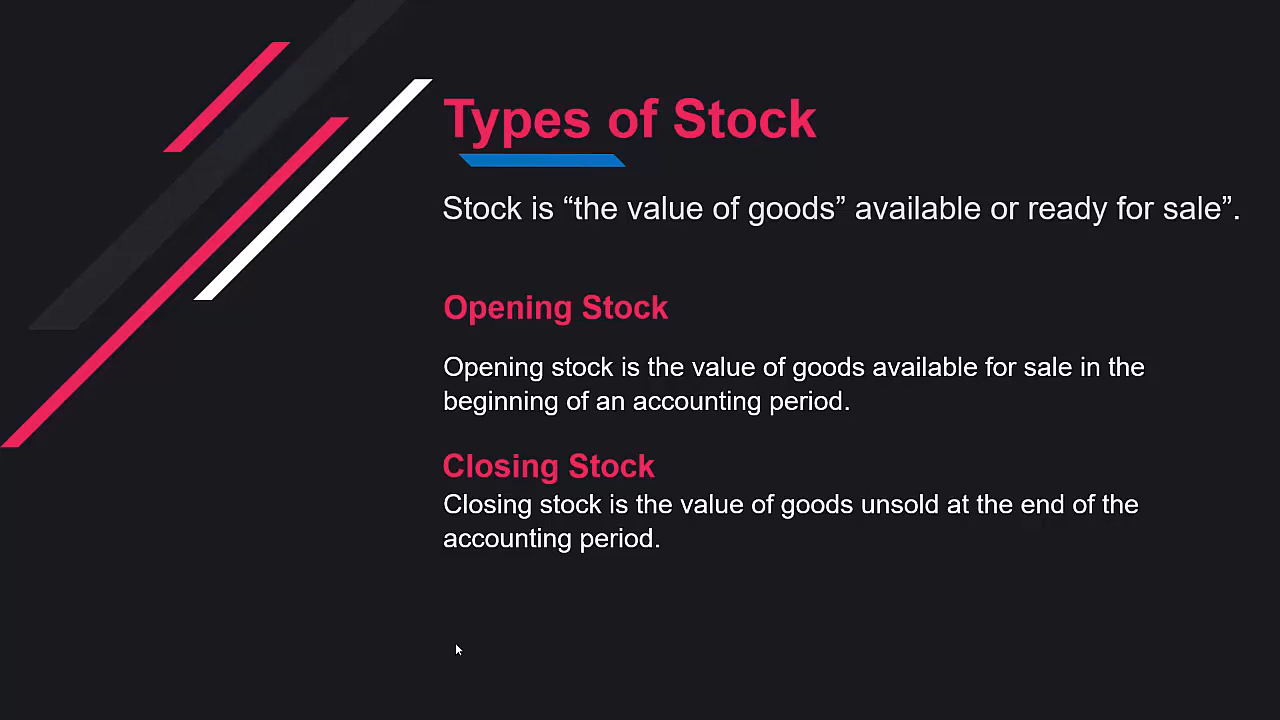 Types of Stock
Stock is “the value of goods” available or ready for sale”.
Opening Stock
Opening stock is the value of goods available for sale in the
beginning of an accounting period.
Closing Stock
Closing stock is the value of goods unsold at the end of the
accounting period.